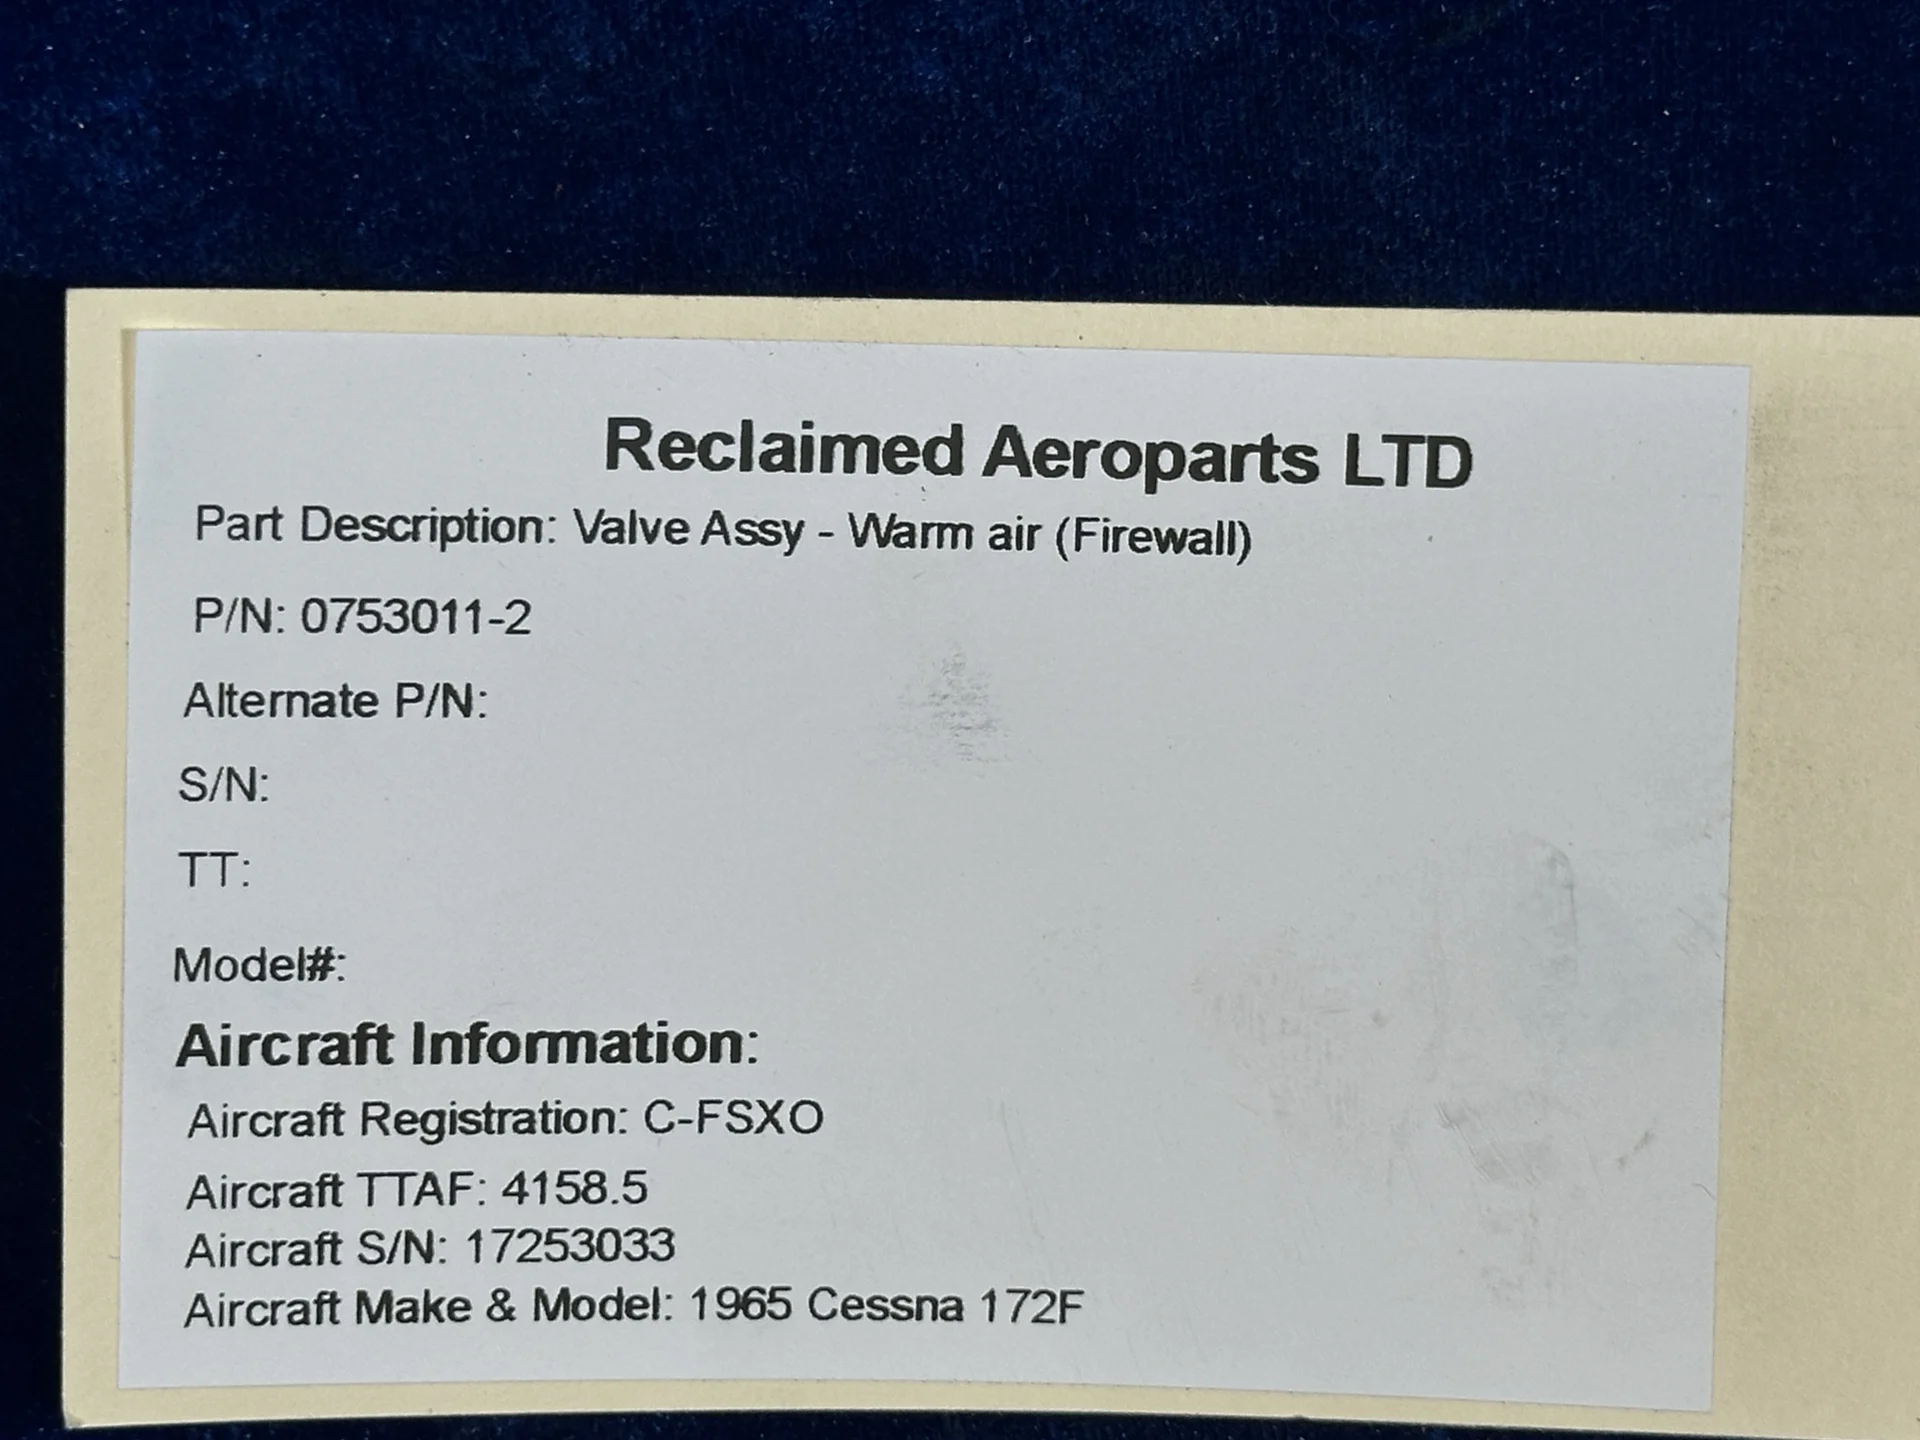 Reclaimed Aeroparts LTD
Part Description: Valve Assy - Warm air (Firewall)
P/N: 0753011-2
Alternate P/N:
S/N:
TT:
Model#:
Aircraft Information:
Aircraft Registration: C-FSXO
Aircraft TTAF: 4158.5
Aircraft S/N: 17253033
Aircraft Make & Model: 1965 Cessna 172F